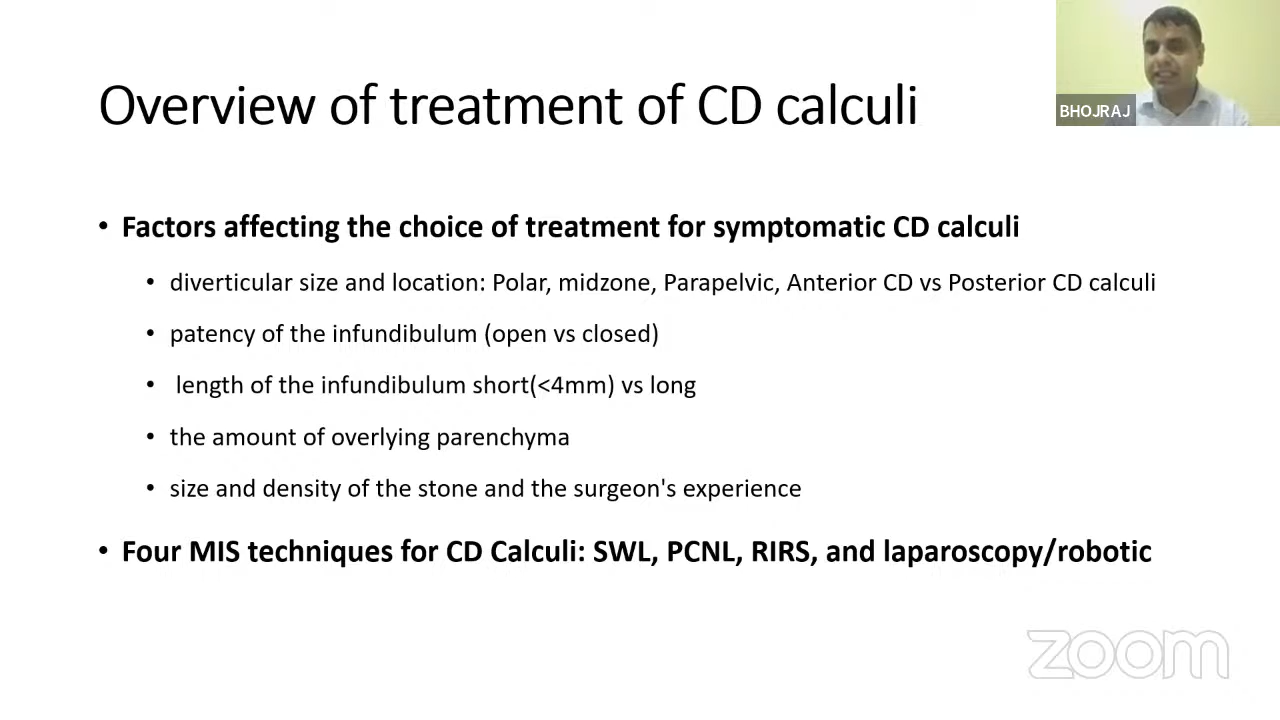 Overview of treatment of CD calculi
BHOJRAJ
• Factors affecting the choice of treatment for symptomatic CD calculi
• diverticular size and location: Polar, midzone, Parapelvic, Anterior CD vs Posterior CD calculi
• patency of the infundibulum (open vs closed)
• length of the infundibulum short(<4mm) vs long
• the amount of overlying parenchyma
• size and density of the stone and the surgeon's experience
• Four MIS techniques for CD Calculi: SWL, PCNL, RIRS, and laparoscopy/robotic
zoom